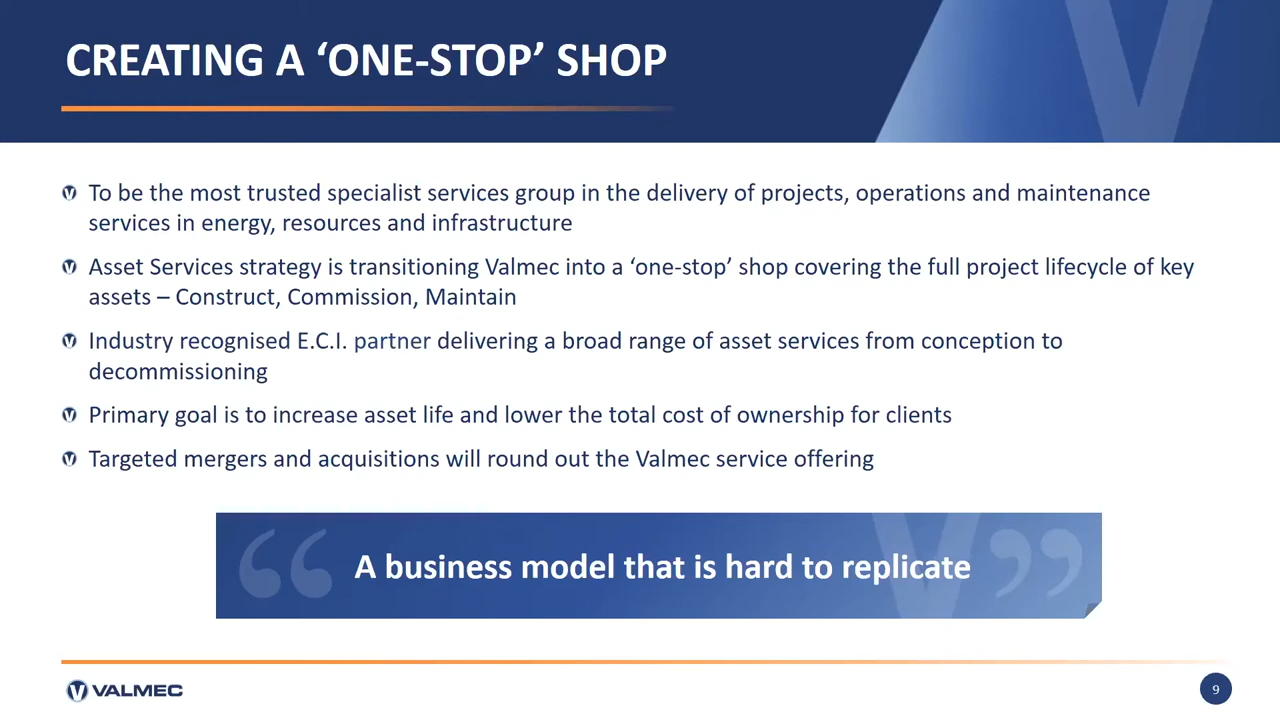 CREATING A ‘ONE-STOP’ SHOP
To be the most trusted specialist services group in the delivery of projects, operations and maintenance
services in energy, resources and infrastructure
Asset Services strategy is transitioning Valmec into a ‘one-stop’ shop covering the full project lifecycle of key
assets – Construct, Commission, Maintain
Industry recognised E.C.I. partner delivering a broad range of asset services from conception to
decommissioning
Primary goal is to increase asset life and lower the total cost of ownership for clients
Targeted mergers and acquisitions will round out the Valmec service offering
“ A business model that is hard to replicate ”
VALMEC
9